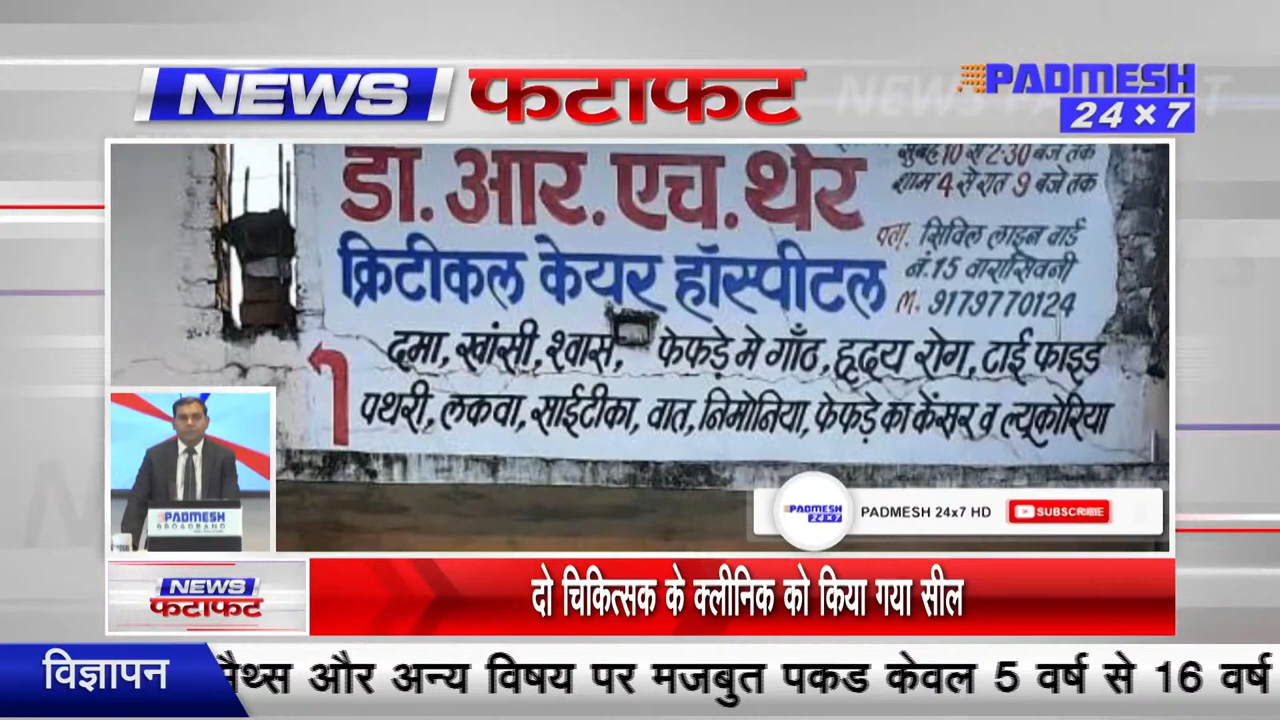 NEWS फटाफट
PADMESH
24×7
डा. आर. एच. थेर
सुबह 10 से 2:30 बजे तक
शाम 4 से रात 9 बजे तक
क्रिटीकल केयर हॉस्पीटल
पता. सिविल लाइन वार्ड
नं. 15 वारासिवनी
M. 9179770124
दमा, खांसी, श्वास, फेफड़े मे गाँठ, हृदय रोग, टाई फाइड
पथरी, लकवा, साईटीका, वात, निमोनिया, फेफड़े का केंसर व ल्यूकोरिया
PADMESH
BROADBAND
PADMESH
24×7
PADMESH 24x7 HD
SUBSCRIBE
NEWS
फटाफट
दो चिकित्सक के क्लीनिक को किया गया सील
विज्ञापन
मैथ्स और अन्य विषय पर मजबुत पकड केवल 5 वर्ष से 16 वर्ष